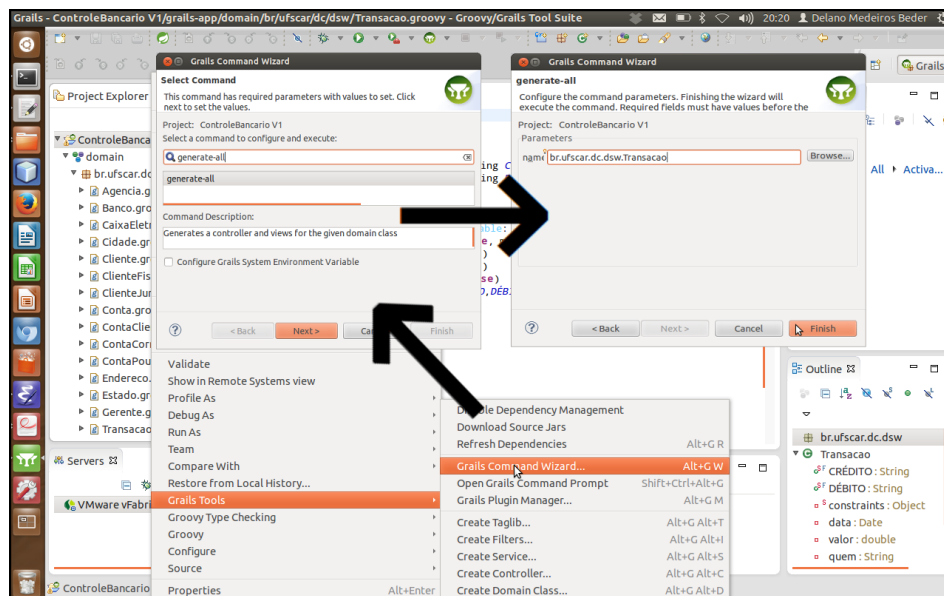 Grails - ControleBancario V1/grails-app/domain/br/ufscar/dc/dsw/Transacao.groovy - Groovy/Grails Tool Suite
20:20
Delano Medeiros Beder
Grails
Project Explorer
ControleBanca
domain
br.ufscar.dc
Agencia.g
Banco.gro
CaixaElet
Cidade.gr
Cliente.gr
ClienteFis
ClienteJur
Conta.gro
ContaClie
ContaCor
ContaPou
Endereco.
Estado.gr
Gerente.g
Transacao
Servers
VMware vFabri
ControleBancario
Grails Command Wizard
Select Command
This command has required parameters with values to set. Click
next to set the values.
Project: ControleBancario V1
Select a command to configure and execute:
generate-all
generate-all
Command Description:
Generates a controller and views for the given domain class
Configure Grails System Environment Variable
< Back
Next >
Finish
Grails Command Wizard
generate-all
Configure the command parameters. Finishing the wizard will
execute the command. Required fields must have values before the
Project: ControleBancario V1
Parameters
name
br.ufscar.dc.dsw.Transacao
Browse...
< Back
Next >
Cancel
Finish
All
Activa...
Validate
Show in Remote Systems view
Profile As
Debug As
Run As
Team
Compare With
Restore from Local History...
Grails Tools
Groovy Type Checking
Groovy
Configure
Source
Properties Alt+Enter
Dependency Management
Download Source Jars
Refresh Dependencies Alt+G R
Grails Command Wizard... Alt+G W
Open Grails Command Prompt Shift+Ctrl+Alt+G
Grails Plugin Manager... Alt+G M
Create Taglib... Alt+G Alt+T
Create Filters... Alt+G Alt+I
Create Service... Alt+G Alt+S
Create Controller... Alt+G Alt+C
Create Domain Class... Alt+G Alt+D
Outline
br.ufscar.dc.dsw
Transacao
CRÉDITO : String
DÉBITO : String
constraints : Object
data : Date
valor : double
quem : String